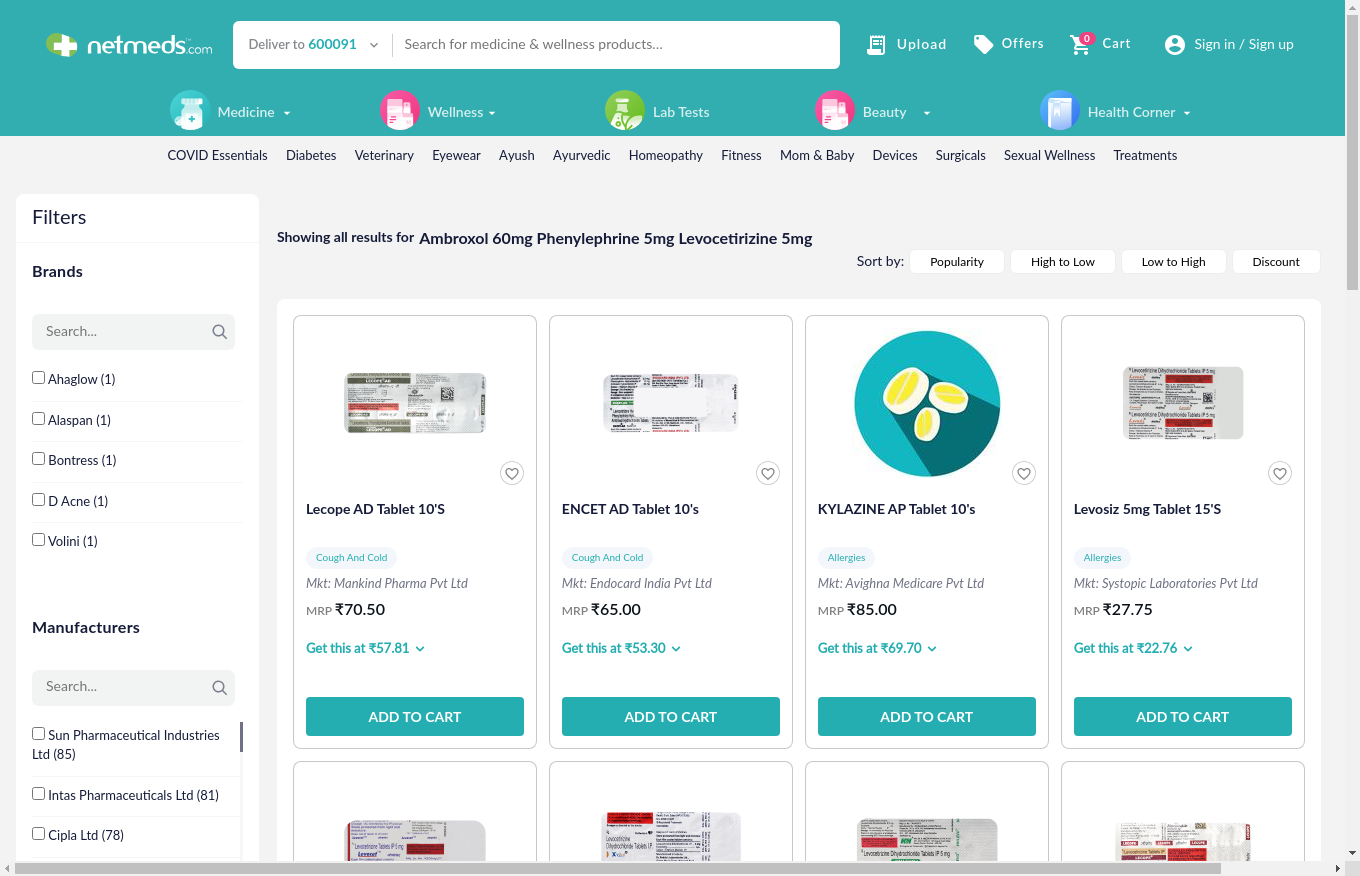 netmeds.com
Deliver to 600091
Search for medicine & wellness products...
Upload
Offers
0
Cart
Sign in / Sign up
Medicine
Wellness
Lab Tests
Beauty
Health Corner
COVID Essentials Diabetes Veterinary Eyewear Ayush Ayurvedic Homeopathy Fitness Mom & Baby Devices Surgicals Sexual Wellness Treatments
Filters
Brands
Search...
Ahaglow (1)
Alaspan (1)
Bontress (1)
D Acne (1)
Volini (1)
Manufacturers
Search...
Sun Pharmaceutical Industries
Ltd (85)
Intas Pharmaceuticals Ltd (81)
Cipla Ltd (78)
Showing all results for Ambroxol 60mg Phenylephrine 5mg Levocetirizine 5mg
Sort by: Popularity High to Low Low to High Discount
Lecope AD Tablet 10'S
Cough And Cold
Mkt: Mankind Pharma Pvt Ltd
MRP ₹70.50
Get this at ₹57.81
ADD TO CART
ENCET AD Tablet 10's
Cough And Cold
Mkt: Endocard India Pvt Ltd
MRP ₹65.00
Get this at ₹53.30
ADD TO CART
KYLAZINE AP Tablet 10's
Allergies
Mkt: Avighna Medicare Pvt Ltd
MRP ₹85.00
Get this at ₹69.70
ADD TO CART
Levosiz 5mg Tablet 15'S
Allergies
Mkt: Systopic Laboratories Pvt Ltd
MRP ₹27.75
Get this at ₹22.76
ADD TO CART